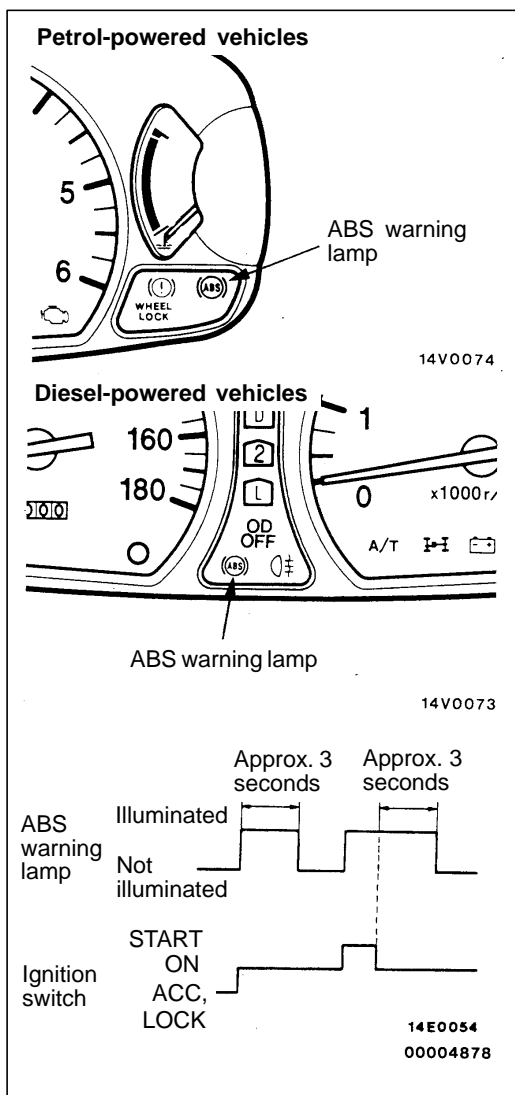 Petrol-powered vehicles
5
6
WHEEL
LOCK
(!)
(ABS)
ABS warning
lamp
14V0074
Diesel-powered vehicles
160
180
000
D
2
L
OD
OFF
(ABS)
1
0
x1000r/
A/T
ABS warning lamp
14V0073
Approx. 3
seconds
Approx. 3
seconds
ABS
warning
lamp
Illuminated
Not
illuminated
Ignition
switch
START
ON
ACC,
LOCK
14E0054
00004878